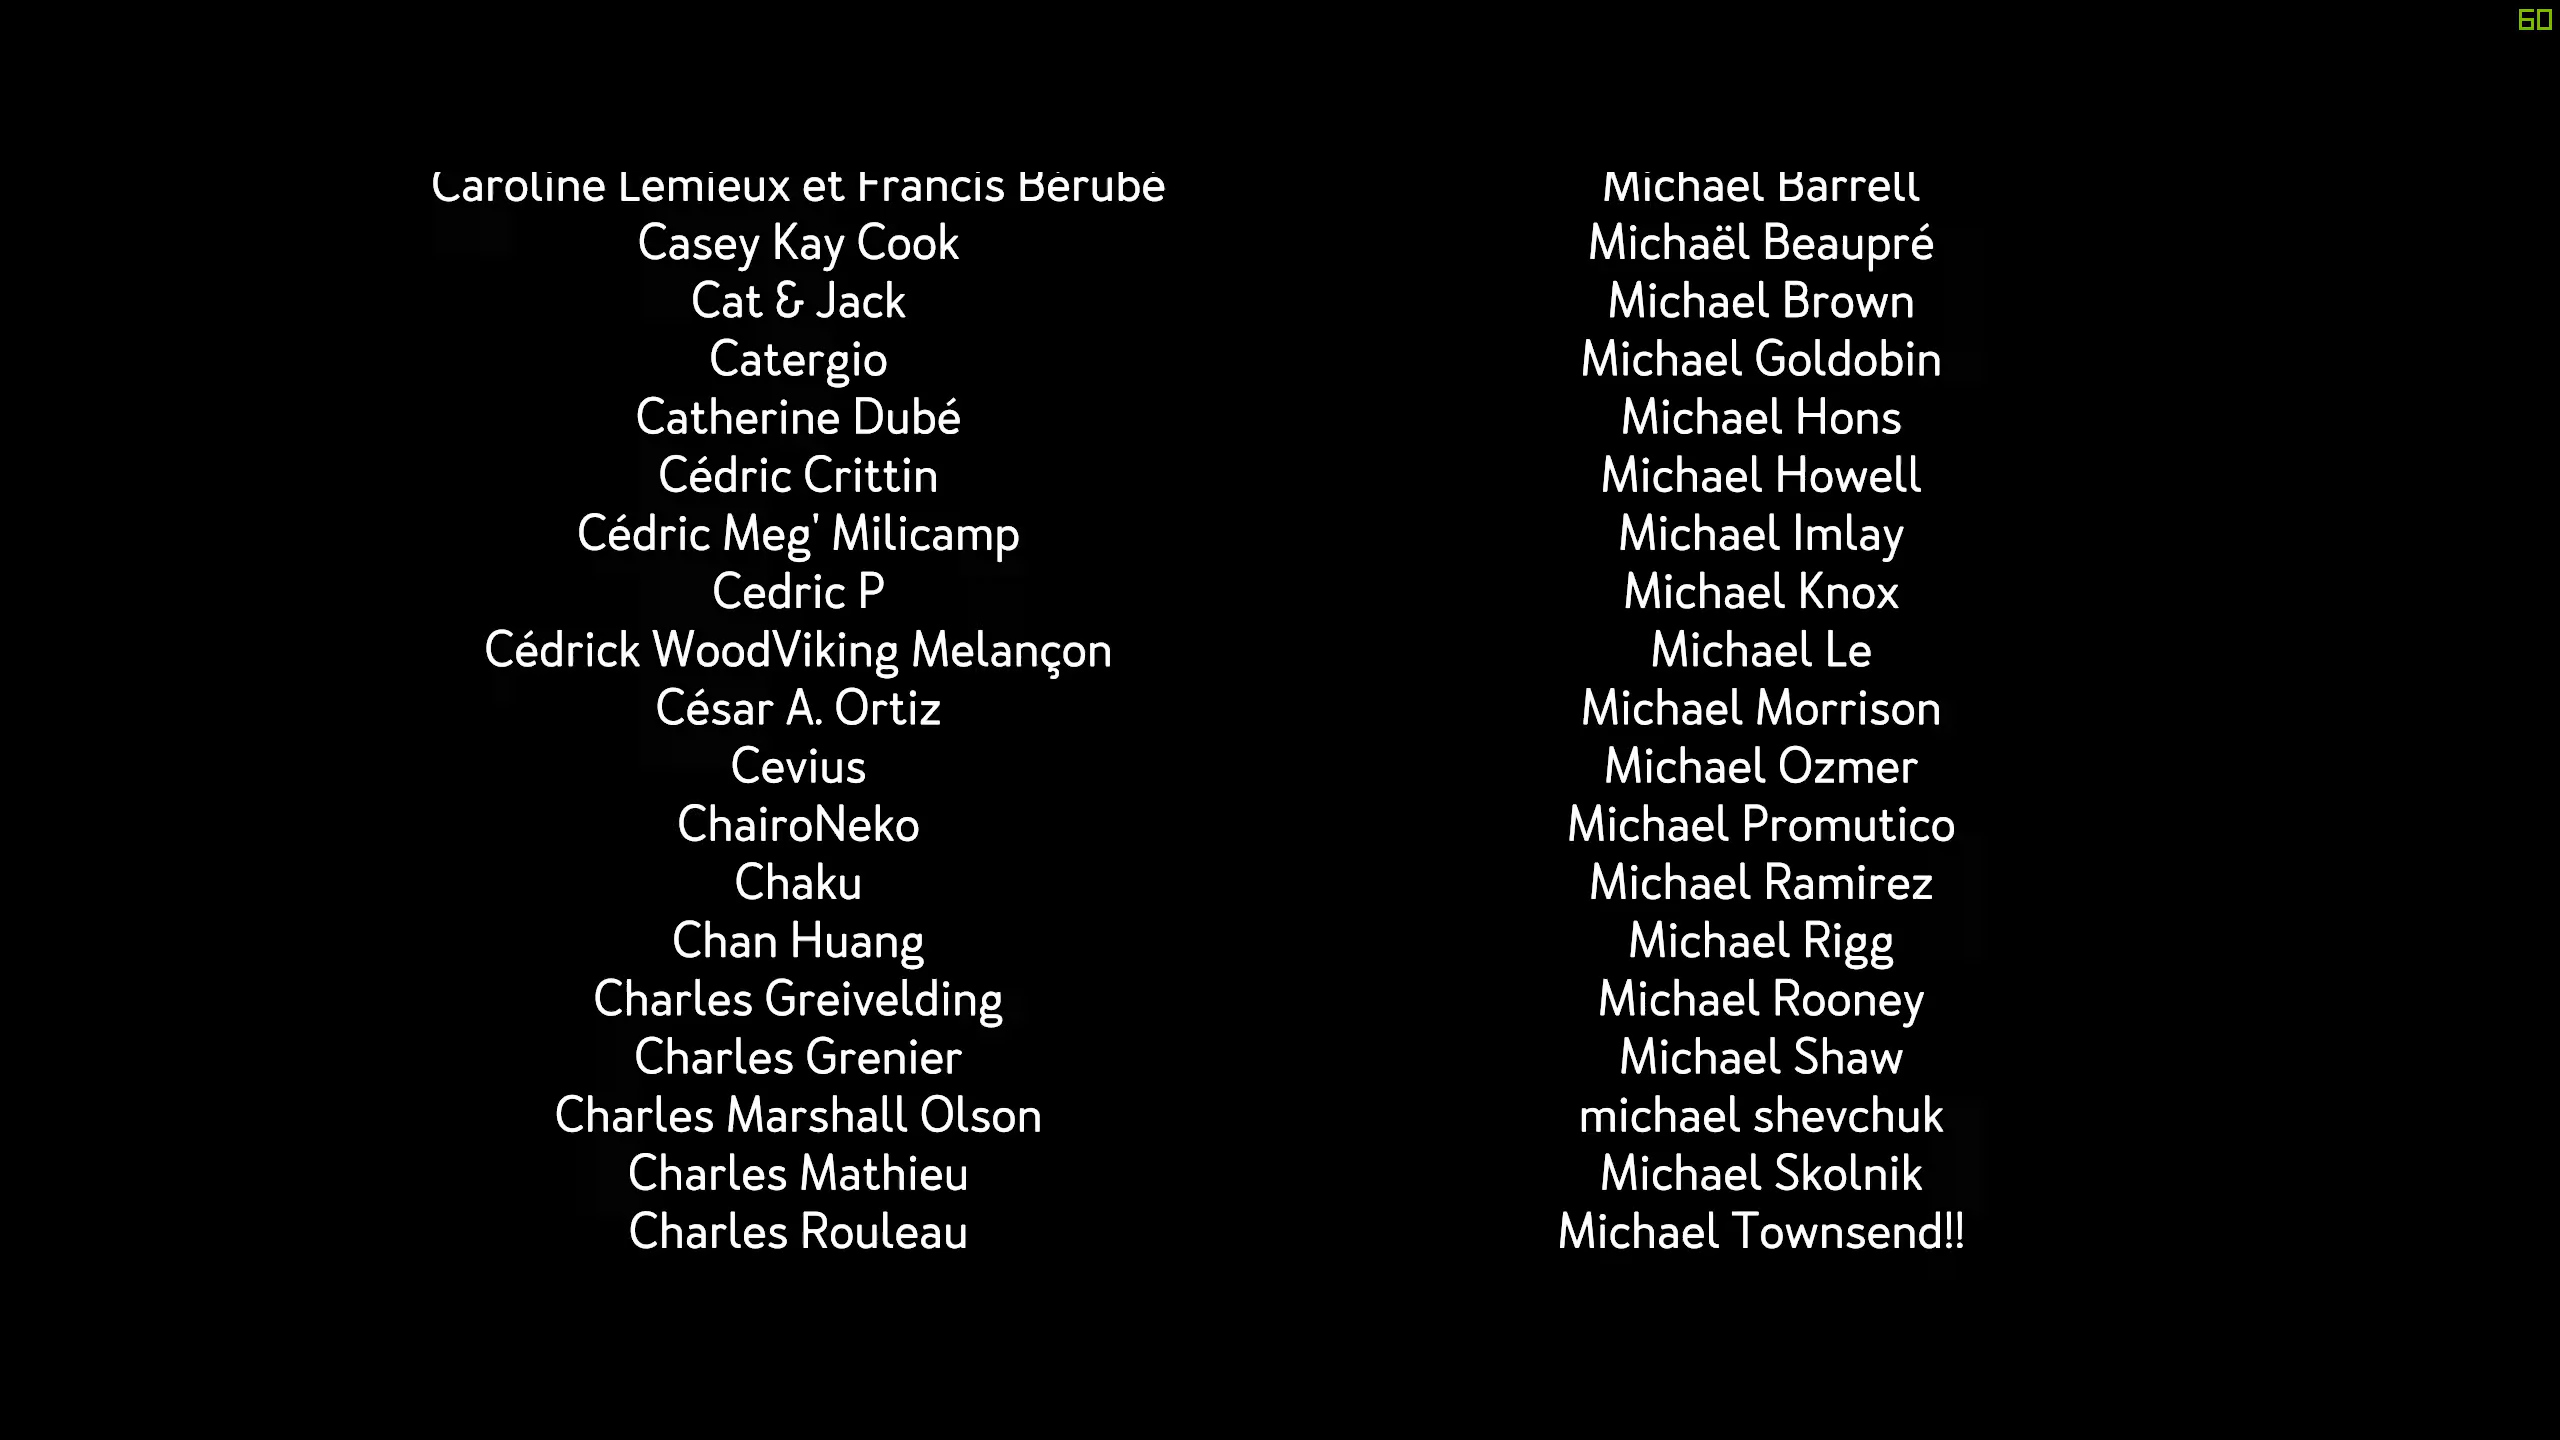 60
Caroline Lemieux et Francis Bérubé
Casey Kay Cook
Cat & Jack
Catergio
Catherine Dubé
Cédric Crittin
Cédric Meg' Milicamp
Cedric P
Cédrick WoodViking Melançon
César A. Ortiz
Cevius
ChairoNeko
Chaku
Chan Huang
Charles Greivelding
Charles Grenier
Charles Marshall Olson
Charles Mathieu
Charles Rouleau
Michael Barrell
Michaël Beaupré
Michael Brown
Michael Goldobin
Michael Hons
Michael Howell
Michael Imlay
Michael Knox
Michael Le
Michael Morrison
Michael Ozmer
Michael Promutico
Michael Ramirez
Michael Rigg
Michael Rooney
Michael Shaw
michael shevchuk
Michael Skolnik
Michael Townsend!!